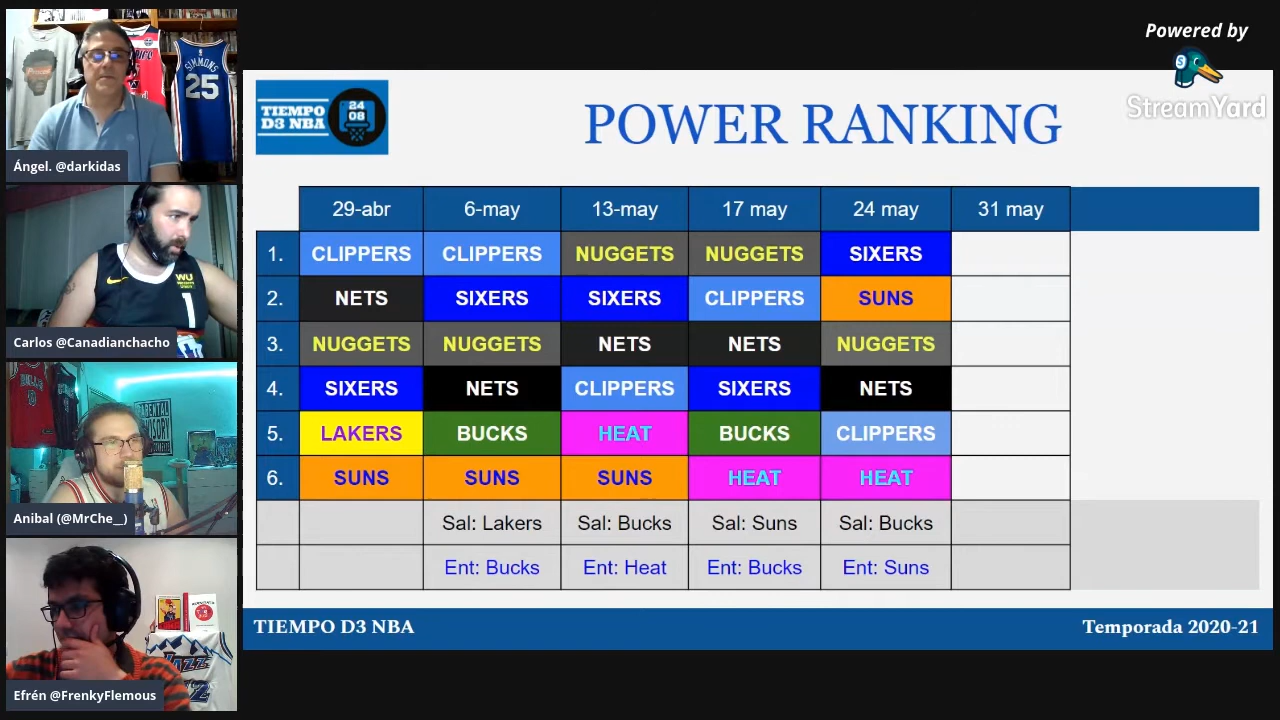 Powered by
StreamYard
TIEMPO D3 NBA
24
08
POWER RANKING
29-abr 6-may 13-may 17 may 24 may 31 may
1. CLIPPERS CLIPPERS NUGGETS NUGGETS SIXERS
2. NETS SIXERS SIXERS CLIPPERS SUNS
3. NUGGETS NUGGETS NETS NETS NUGGETS
4. SIXERS NETS CLIPPERS SIXERS NETS
5. LAKERS BUCKS HEAT BUCKS CLIPPERS
6. SUNS SUNS SUNS HEAT HEAT
Sal: Lakers Sal: Bucks Sal: Suns Sal: Bucks
Ent: Bucks Ent: Heat Ent: Bucks Ent: Suns
TIEMPO D3 NBA Temporada 2020-21
SIMMONS
25
Ángel. @darkidas
WU
1
Carlos @Canadianchacho
Anibal (@MrChe__)
JAZZ
Efrén @FrenkyFlemous